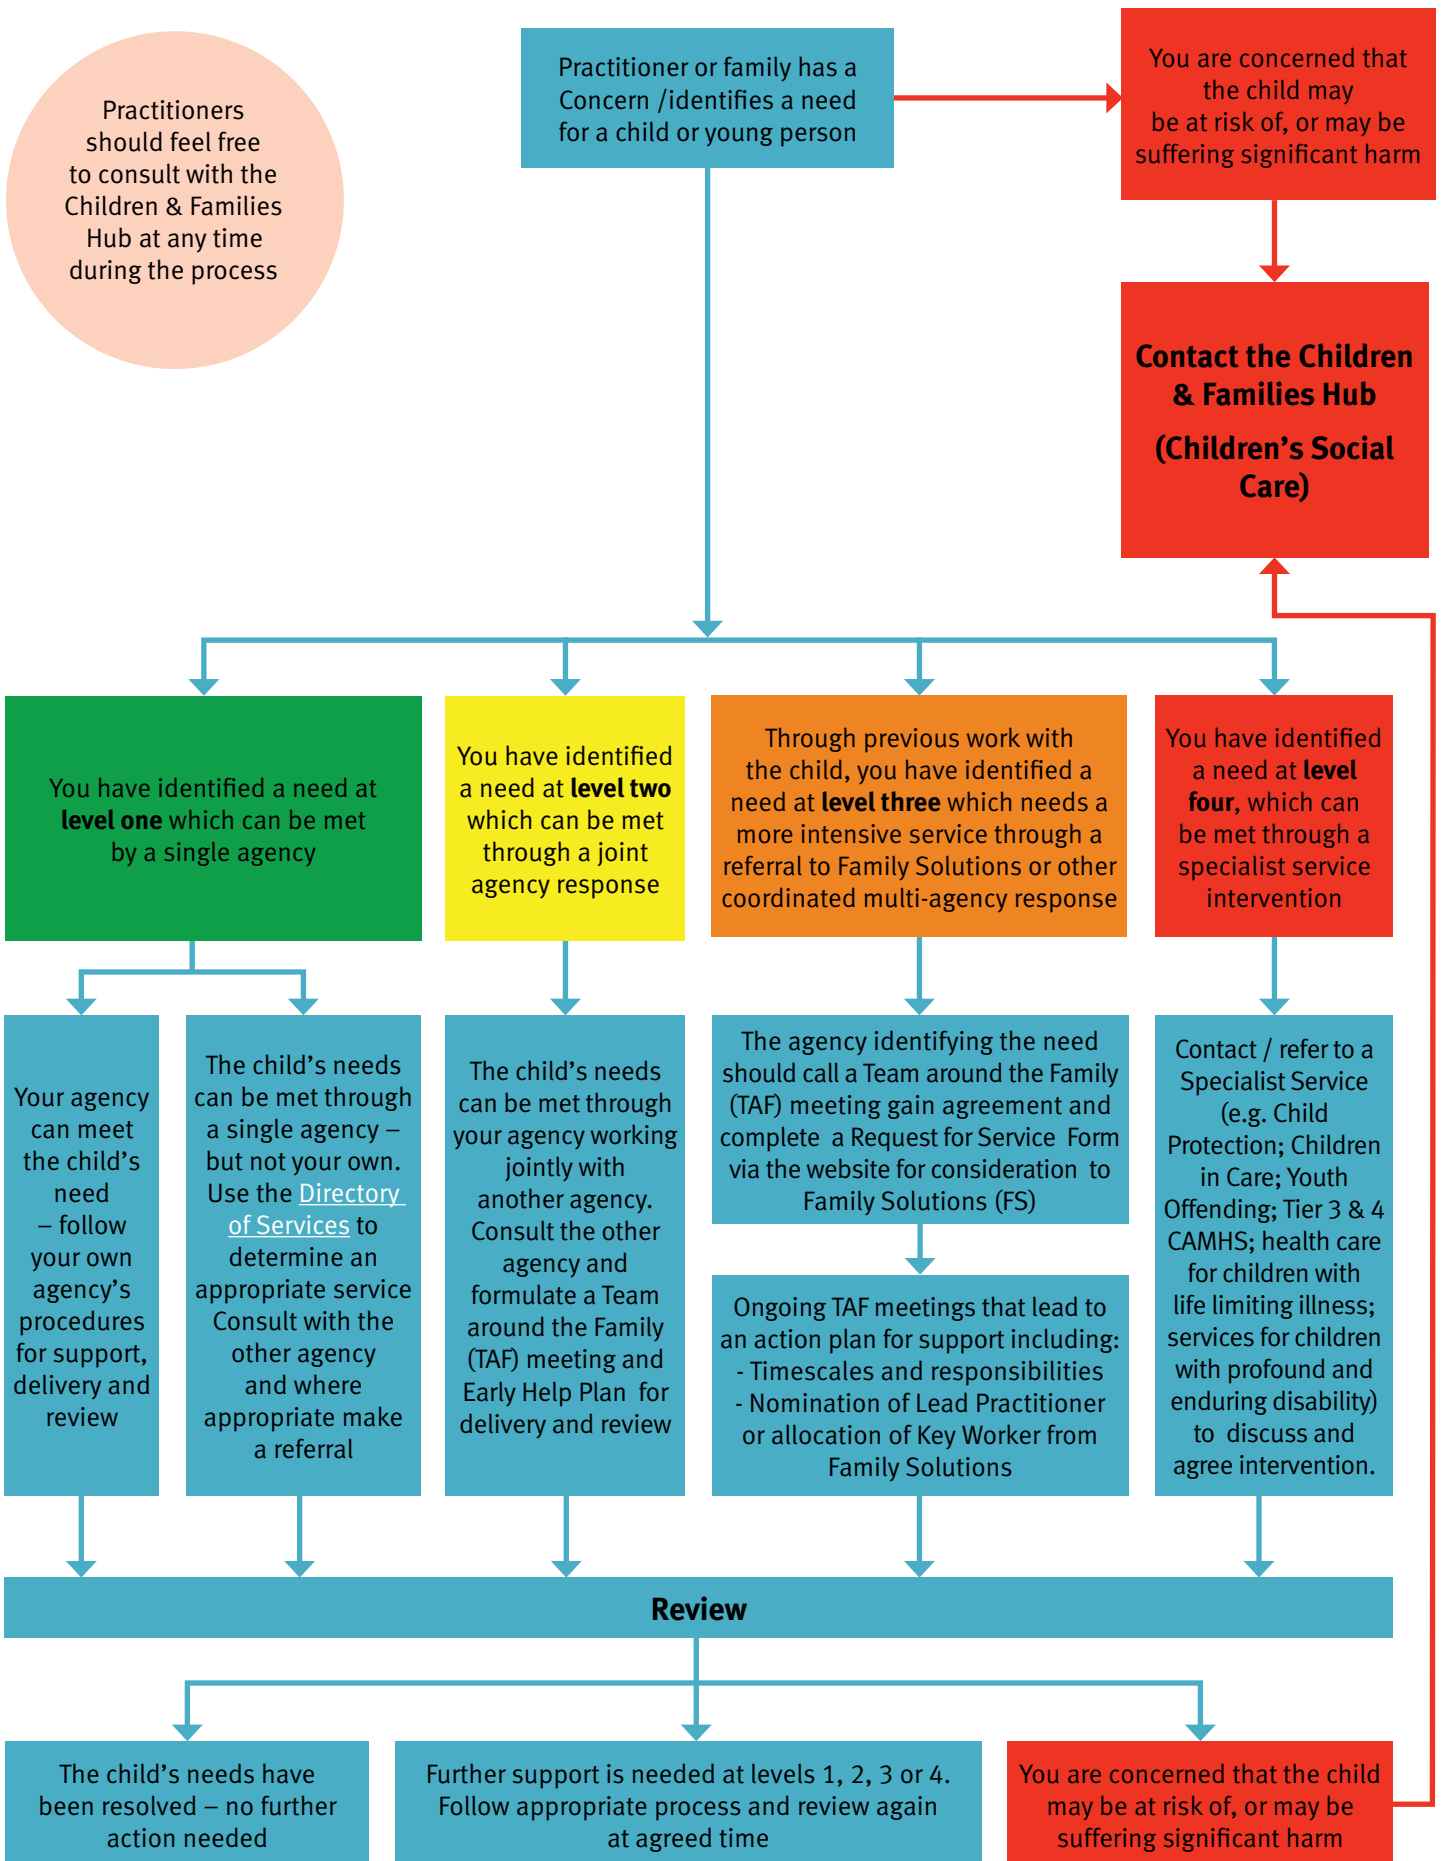 Practitioners
should feel free
to consult with the
Children & Families
Hub at any time
during the process
Practitioner or family has a
Concern /identifies a need
for a child or young person
You are concerned that
the child may
be at risk of, or may be
suffering significant harm
Contact the Children
& Families Hub
(Children’s Social
Care)
You have identified a need at
level one which can be met
by a single agency
You have identified
a need at level two
which can be met
through a joint
agency response
Through previous work with
the child, you have identified a
need at level three which needs a
more intensive service through a
referral to Family Solutions or other
coordinated multi-agency response
You have identified
a need at level
four, which can
be met through a
specialist service
intervention
Your agency
can meet
the child’s
need
– follow
your own
agency’s
procedures
for support,
delivery and
review
The child’s needs
can be met through
a single agency –
but not your own.
Use the Directory
of Services to
determine an
appropriate service
Consult with the
other agency
and where
appropriate make
a referral
The child’s needs
can be met through
your agency working
jointly with
another agency.
Consult the other
agency and
formulate a Team
around the Family
(TAF) meeting and
Early Help Plan for
delivery and review
The agency identifying the need
should call a Team around the Family
(TAF) meeting gain agreement and
complete a Request for Service Form
via the website for consideration to
Family Solutions (FS)
Ongoing TAF meetings that lead to
an action plan for support including:
- Timescales and responsibilities
- Nomination of Lead Practitioner
or allocation of Key Worker from
Family Solutions
Contact / refer to a
Specialist Service
(e.g. Child
Protection; Children
in Care; Youth
Offending; Tier 3 & 4
CAMHS; health care
for children with
life limiting illness;
services for children
with profound and
enduring disability)
to discuss and
agree intervention.
Review
The child’s needs have
been resolved – no further
action needed
Further support is needed at levels 1, 2, 3 or 4.
Follow appropriate process and review again
at agreed time
You are concerned that the child
may be at risk of, or may be
suffering significant harm